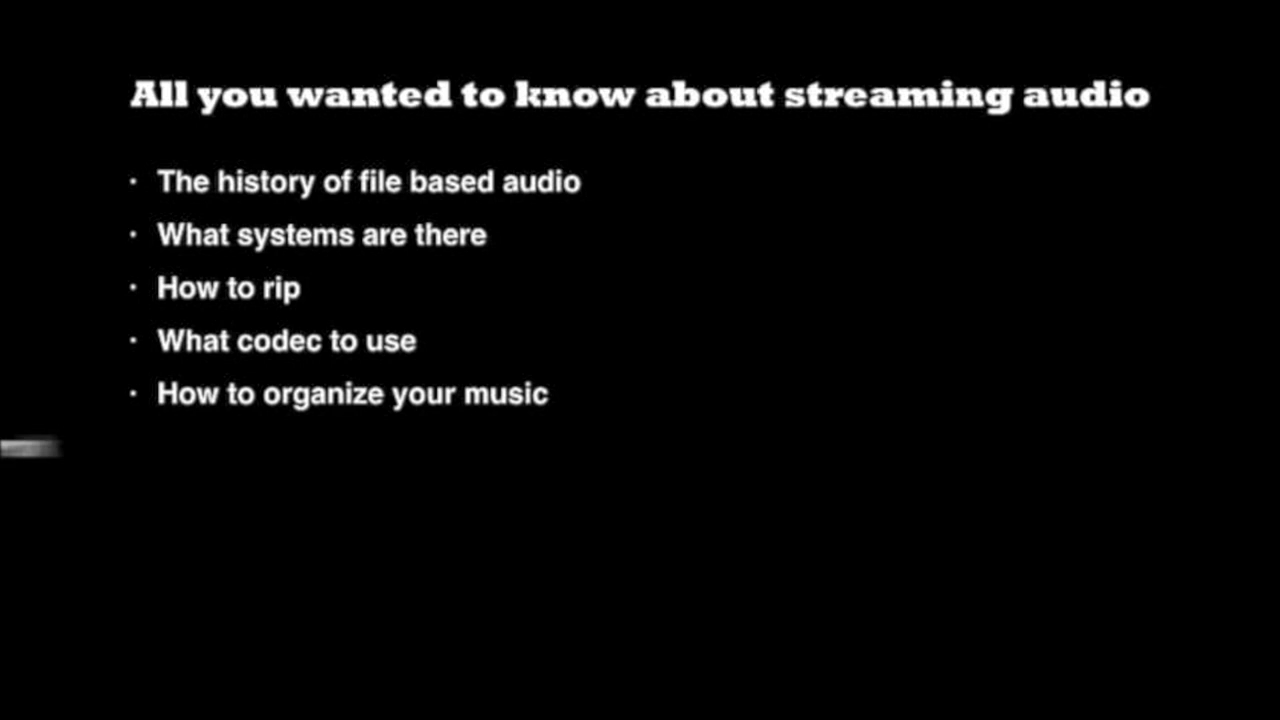 All you wanted to know about streaming audio
· The history of file based audio
· What systems are there
· How to rip
· What codec to use
· How to organize your music